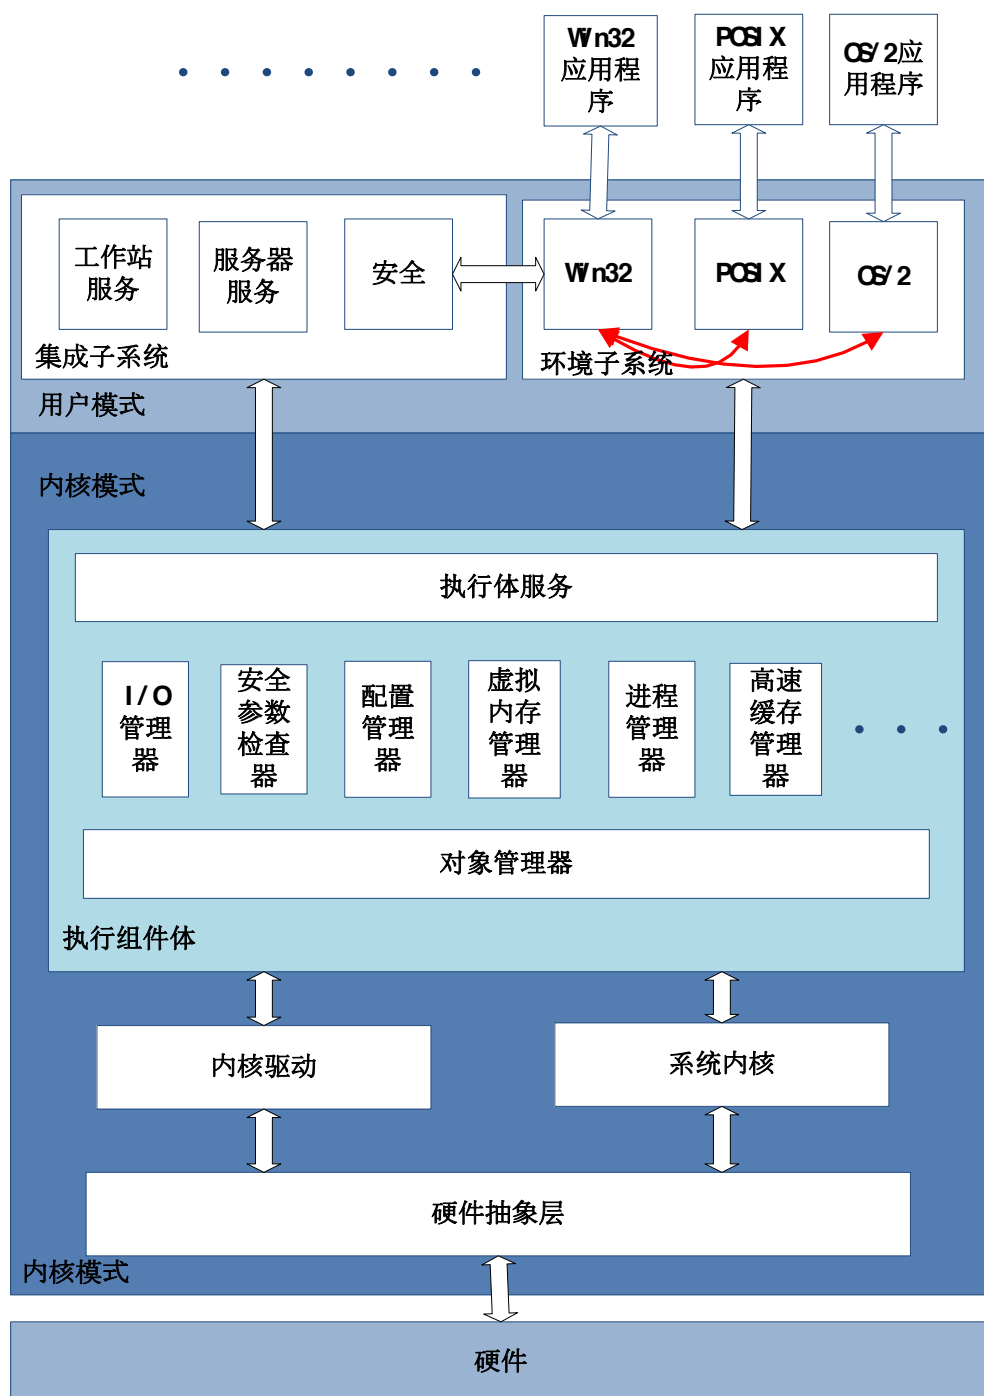 Win32
应用程
序
POSIX
应用程
序
OS/2应
用程序
工作站
服务
服务器
服务
安全
集成子系统
Win32
POSIX
OS/2
环境子系统
用户模式
内核模式
执行体服务
I/O
管理
器
安全
参数
检查
器
配置
管理
器
虚拟
内存
管理
器
进程
管理
器
高速
缓存
管理
器
对象管理器
执行组件体
内核驱动
系统内核
硬件抽象层
内核模式
硬件